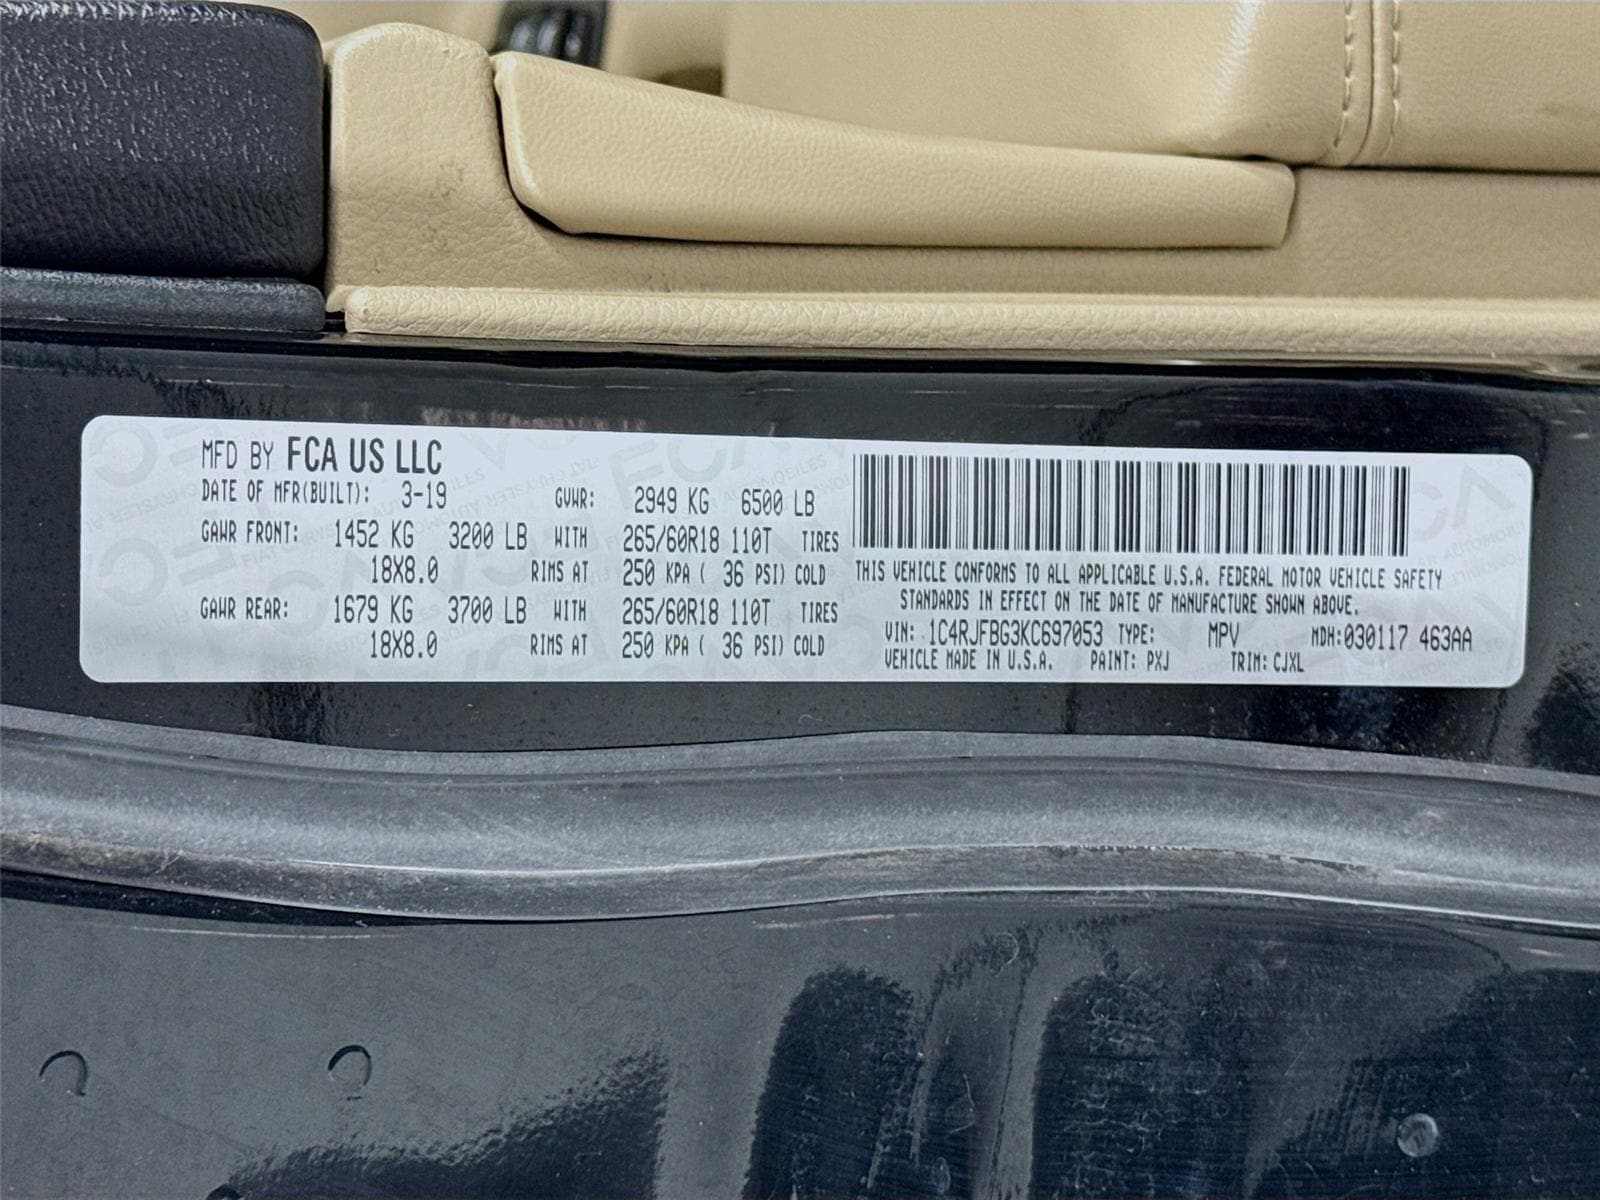 MFD BY FCA US LLC
DATE OF MFR(BUILT): 3-19 GVWR: 2949 KG 6500 LB
GAWR FRONT: 1452 KG 3200 LB WITH 265/60R18 110T TIRES
18X8.0 RIMS AT 250 KPA ( 36 PSI) COLD
GAWR REAR: 1679 KG 3700 LB WITH 265/60R18 110T TIRES
18X8.0 RIMS AT 250 KPA ( 36 PSI) COLD
THIS VEHICLE CONFORMS TO ALL APPLICABLE U.S.A. FEDERAL MOTOR VEHICLE SAFETY
STANDARDS IN EFFECT ON THE DATE OF MANUFACTURE SHOWN ABOVE.
VIN: 1C4RJFBG3KC697053 TYPE: MPV MDH:030117 463AA
VEHICLE MADE IN U.S.A. PAINT: PXJ TRIM: CJXL